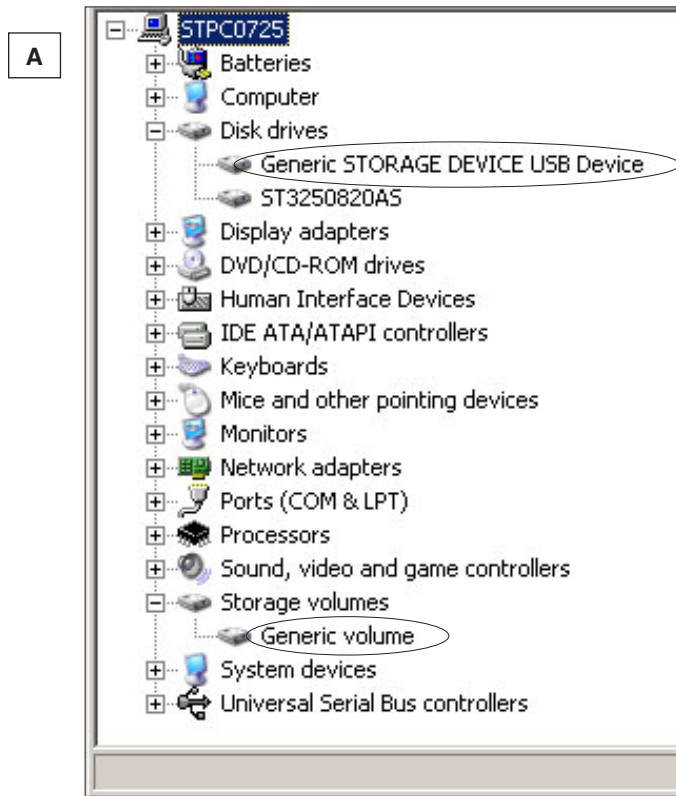 A
STPC0725
Batteries
Computer
Disk drives
Generic STORAGE DEVICE USB Device
ST3250820AS
Display adapters
DVD/CD-ROM drives
Human Interface Devices
IDE ATA/ATAPI controllers
Keyboards
Mice and other pointing devices
Monitors
Network adapters
Ports (COM & LPT)
Processors
Sound, video and game controllers
Storage volumes
Generic volume
System devices
Universal Serial Bus controllers